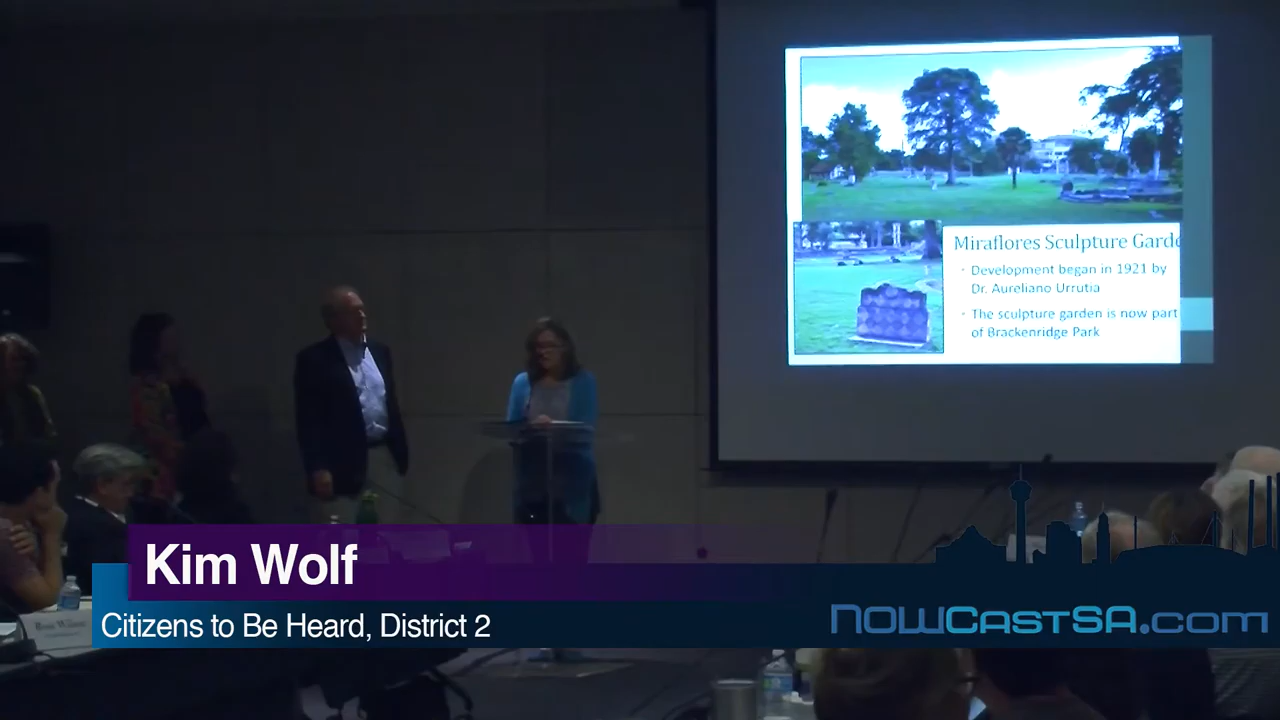 Miraflores Sculpture Gard
· Development began in 1921 by
Dr. Aureliano Urrutia
· The sculpture garden is now part
of Brackenridge Park
Kim Wolf
Citizens to Be Heard, District 2
NOWCastSA.com